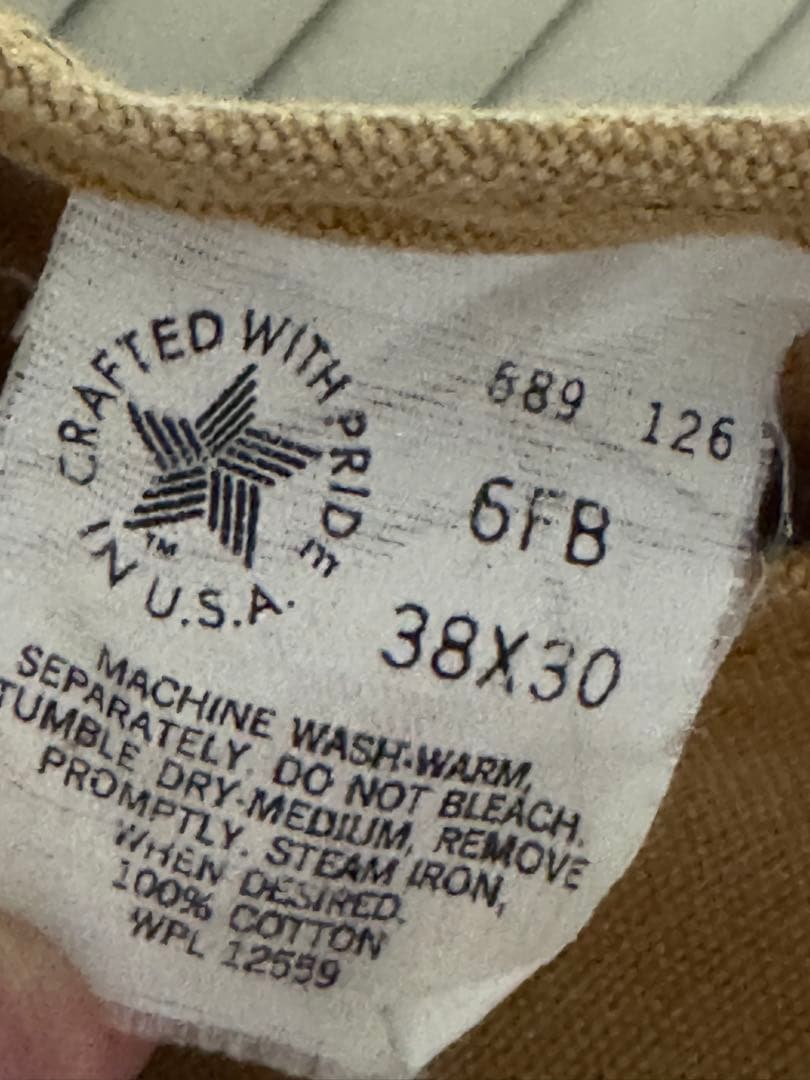 CRAFTED WITH PRIDE
IN U.S.A.
TM
689 126
6FB
38X30
MACHINE WASH-WARM,
SEPARATELY. DO NOT BLEACH.
TUMBLE DRY-MEDIUM, REMOVE
PROMPTLY. STEAM IRON,
WHEN DESIRED.
100% COTTON
WPL 12559